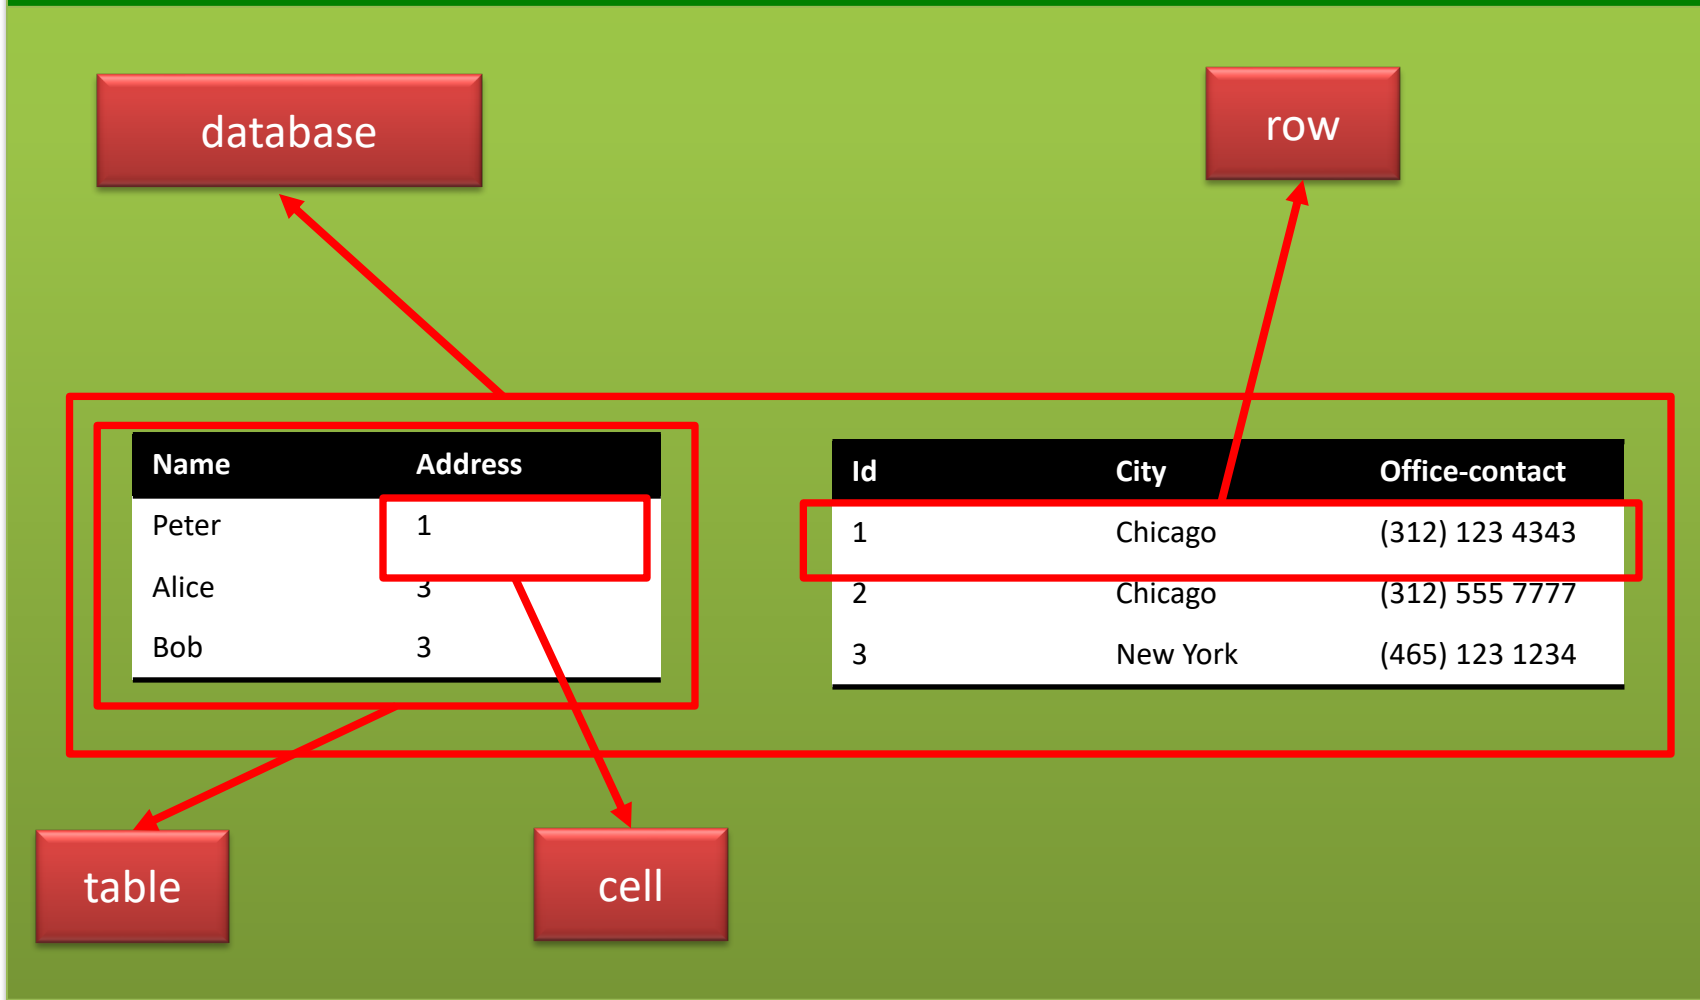 database
row
Name Address
Peter 1
Alice 3
Bob 3
Id City Office-contact
1 Chicago (312) 123 4343
2 Chicago (312) 555 7777
3 New York (465) 123 1234
table
cell